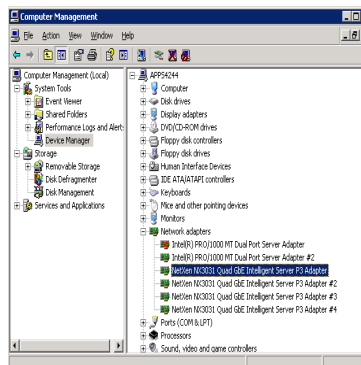 Computer Management
File Action View Window Help
Computer Management (Local)
System Tools
Event Viewer
Shared Folders
Performance Logs and Alerts
Device Manager
Storage
Removable Storage
Disk Defragmenter
Disk Management
Services and Applications
APPS4244
Computer
Disk drives
Display adapters
DVD/CD-ROM drives
Floppy disk controllers
Floppy disk drives
Human Interface Devices
IDE ATA/ATAPI controllers
Keyboards
Mice and other pointing devices
Monitors
Network adapters
Intel(R) PRO/1000 MT Dual Port Server Adapter
Intel(R) PRO/1000 MT Dual Port Server Adapter #2
NetXen NX3031 Quad GbE Intelligent Server P3 Adapter
NetXen NX3031 Quad GbE Intelligent Server P3 Adapter #2
NetXen NX3031 Quad GbE Intelligent Server P3 Adapter #3
NetXen NX3031 Quad GbE Intelligent Server P3 Adapter #4
Ports (COM & LPT)
Processors
Sound, video and game controllers